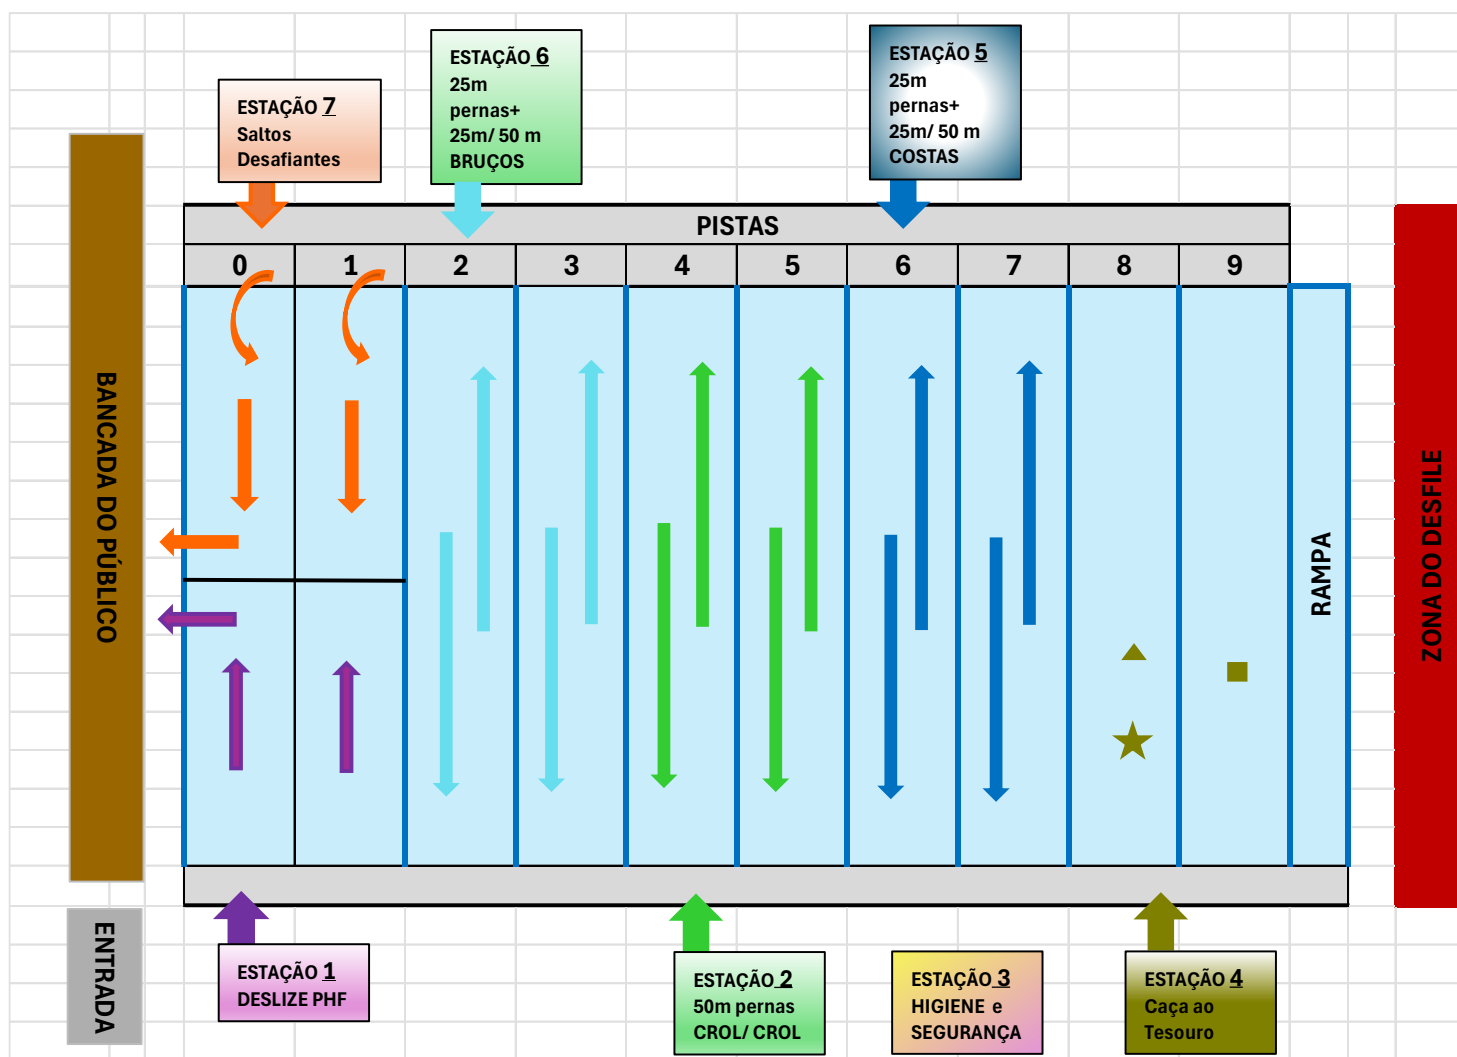 ESTAÇÃO 7
Saltos
Desafiantes
ESTAÇÃO 6
25m
pernas+
25m/ 50 m
BRUÇOS
ESTAÇÃO 5
25m
pernas+
25m/ 50 m
COSTAS
PISTAS
0 1 2 3 4 5 6 7 8 9
BANCADA DO PÚBLICO
RAMPA
ZONA DO DESFILE
ENTRADA
ESTAÇÃO 1
DESLIZE PHF
ESTAÇÃO 2
50m pernas
CROL/ CROL
ESTAÇÃO 3
HIGIENE e
SEGURANÇA
ESTAÇÃO 4
Caça ao
Tesouro